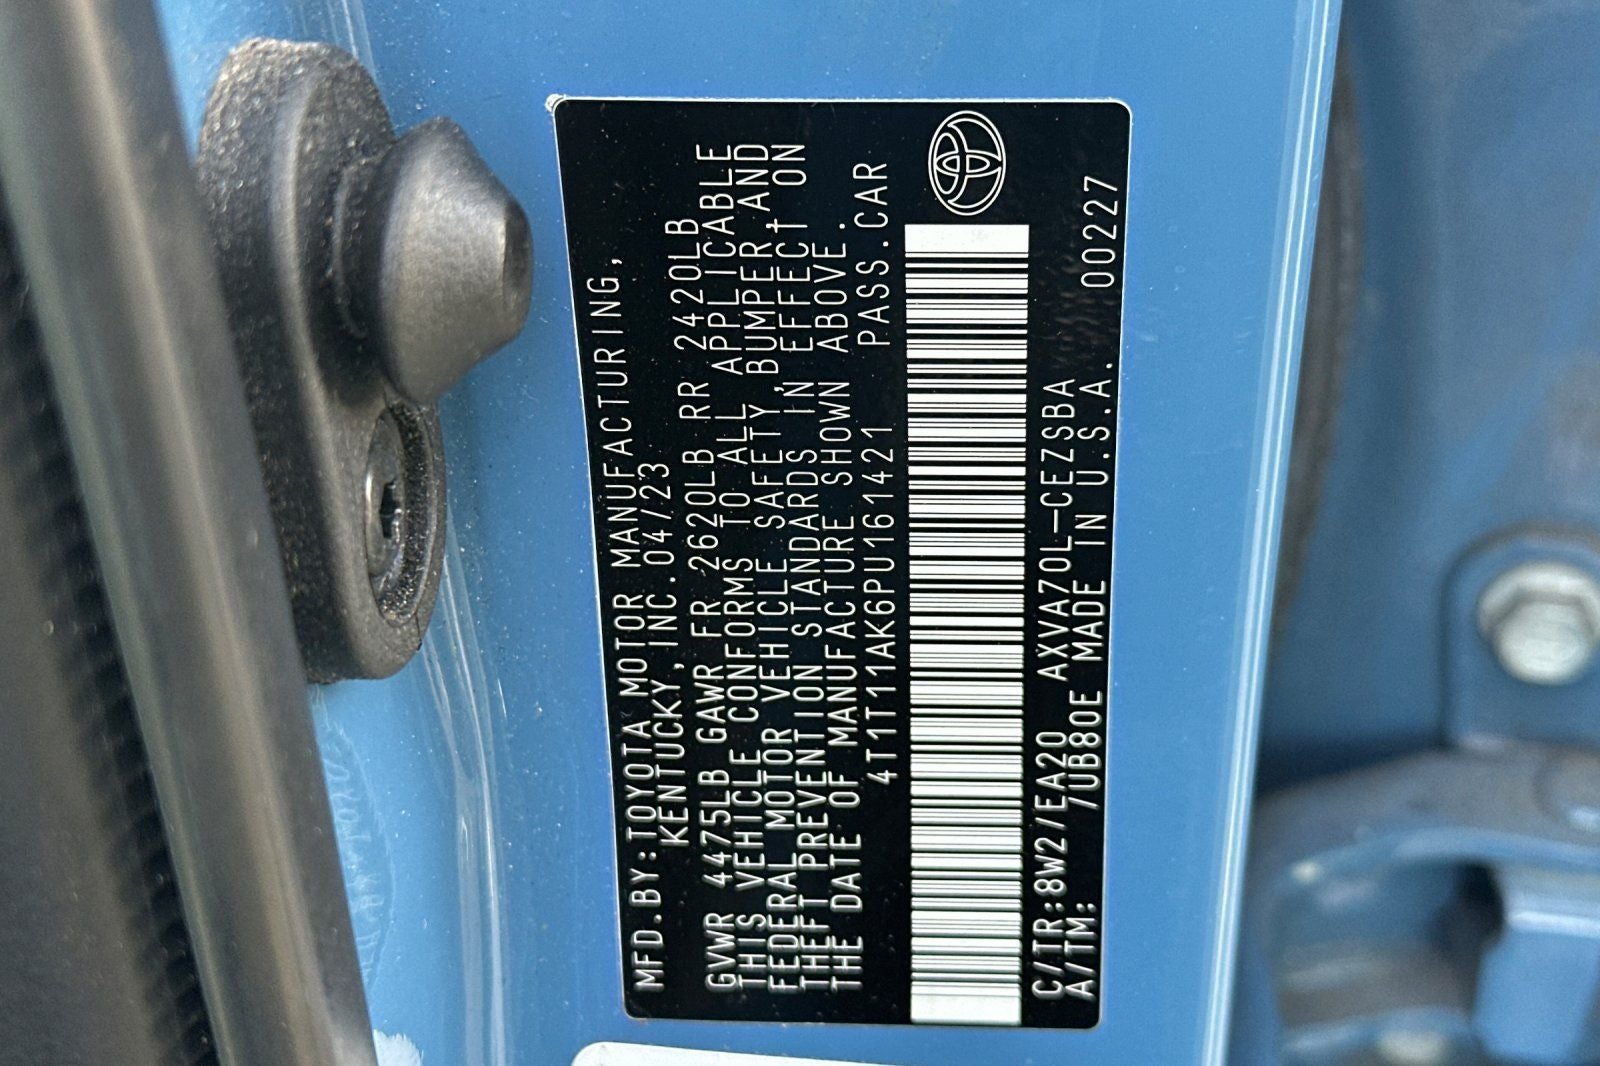 MFD.BY:TOYOTA MOTOR MANUFACTURING,
KENTUCKY,INC.04/23
GVWR 4475LB GAWR FR 2620LB RR 2420LB
THIS VEHICLE CONFORMS TO ALL APPLICABLE
FEDERAL MOTOR VEHICLE SAFETY,BUMPER,AND
THEFT PREVENTION STANDARDS IN EFFECT ON
THE DATE OF MANUFACTURE SHOWN ABOVE.
4T1T11AK6PU161421 PASS.CAR
C/TR:8W2/EA20 AXVA70L-CEZSBA
A/TM: /UB80E MADE IN U.S.A. 00227